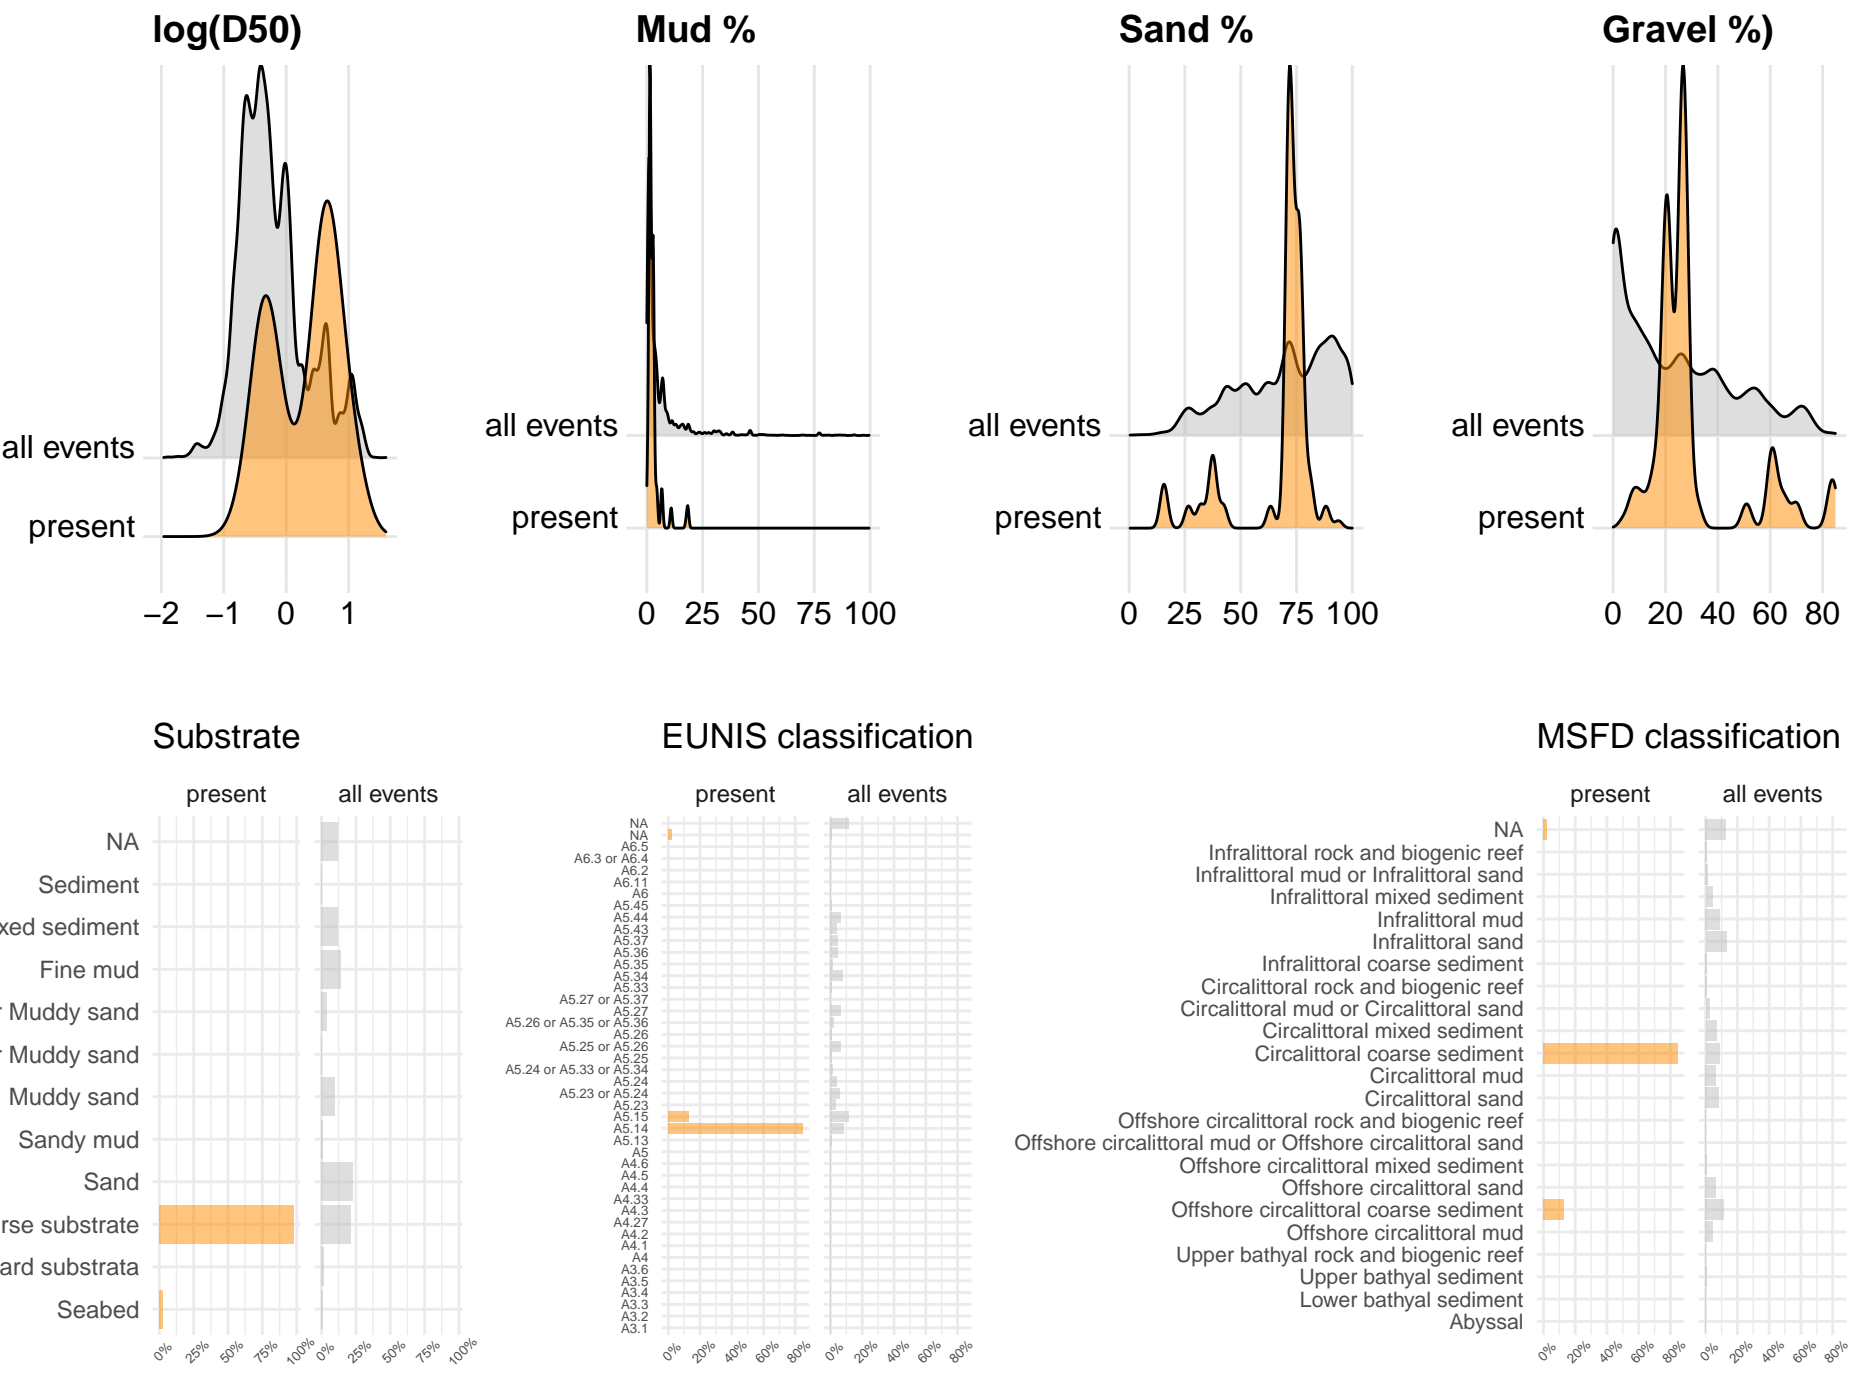 log(D50)
Mud %
Sand %
Gravel %)
all events
present
−2 −1 0 1
all events
present
0 25 50 75 100
all events
present
0 25 50 75 100
all events
present
0 20 40 60 80
Substrate
present all events
NA
Sediment
xed sediment
Fine mud
r Muddy sand
r Muddy sand
Muddy sand
Sandy mud
Sand
rse substrate
ard substrata
Seabed
0% 25% 50% 75% 100% 0% 25% 50% 75% 100%
EUNIS classification
present all events
NA
NA
A6.5
A6.3 or A6.4
A6.2
A6.11
A6
A5.45
A5.44
A5.43
A5.37
A5.36
A5.35
A5.34
A5.33
A5.27 or A5.37
A5.27
A5.26 or A5.35 or A5.36
A5.26
A5.25 or A5.26
A5.25
A5.24 or A5.33 or A5.34
A5.24
A5.23 or A5.24
A5.23
A5.15
A5.14
A5.13
A5
A4.6
A4.5
A4.4
A4.33
A4.3
A4.27
A4.2
A4.1
A4
A3.6
A3.5
A3.4
A3.3
A3.2
A3.1
0% 20% 40% 60% 80% 0% 20% 40% 60% 80%
MSFD classification
present all events
NA
Infralittoral rock and biogenic reef
Infralittoral mud or Infralittoral sand
Infralittoral mixed sediment
Infralittoral mud
Infralittoral sand
Infralittoral coarse sediment
Circalittoral rock and biogenic reef
Circalittoral mud or Circalittoral sand
Circalittoral mixed sediment
Circalittoral coarse sediment
Circalittoral mud
Circalittoral sand
Offshore circalittoral rock and biogenic reef
Offshore circalittoral mud or Offshore circalittoral sand
Offshore circalittoral mixed sediment
Offshore circalittoral sand
Offshore circalittoral coarse sediment
Offshore circalittoral mud
Upper bathyal rock and biogenic reef
Upper bathyal sediment
Lower bathyal sediment
Abyssal
0% 20% 40% 60% 80% 0% 20% 40% 60% 80%